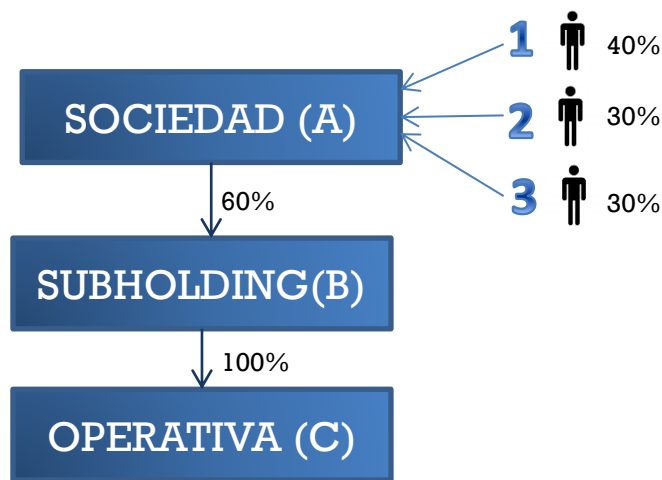 1 40%
SOCIEDAD (A)
2 30%
3 30%
60%
SUBHOLDING(B)
100%
OPERATIVA (C)